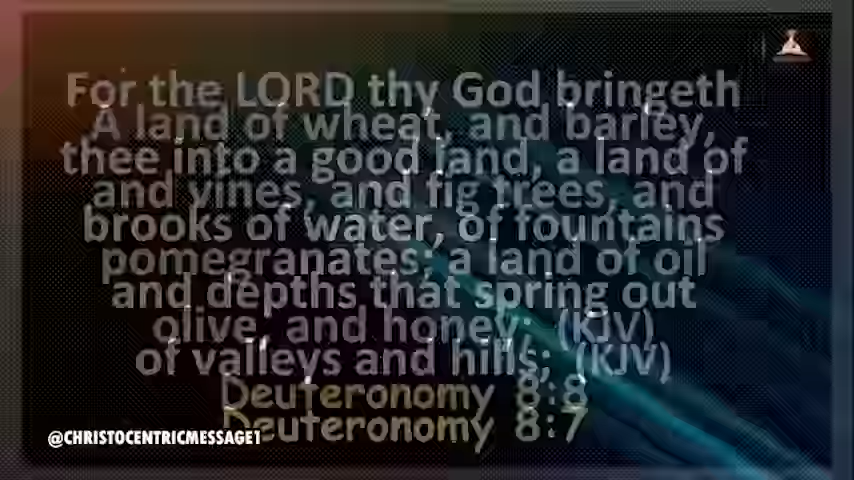 For the LORD thy God bringeth
A land of wheat, and barley,
thee into a good land, a land of
and vines, and fig trees, and
brooks of water, of fountains
pomegranates; a land of oil
and depths that spring out
olive, and honey; (KJV)
of valleys and hills; (KJV)
Deuteronomy 8:8
Deuteronomy 8:7
@CHRISTOCENTRICMESSAGE1